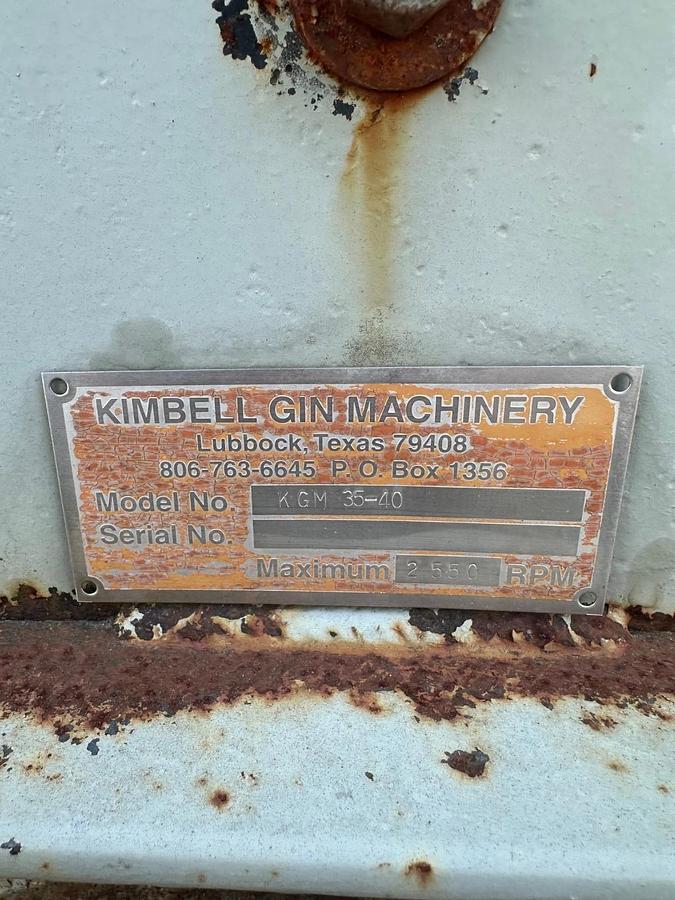 KIMBELL GIN MACHINERY
Lubbock, Texas 79408
806-763-6645 P. O. Box 1356
Model No. KGM 35-40
Serial No.
Maximum 2550 RPM